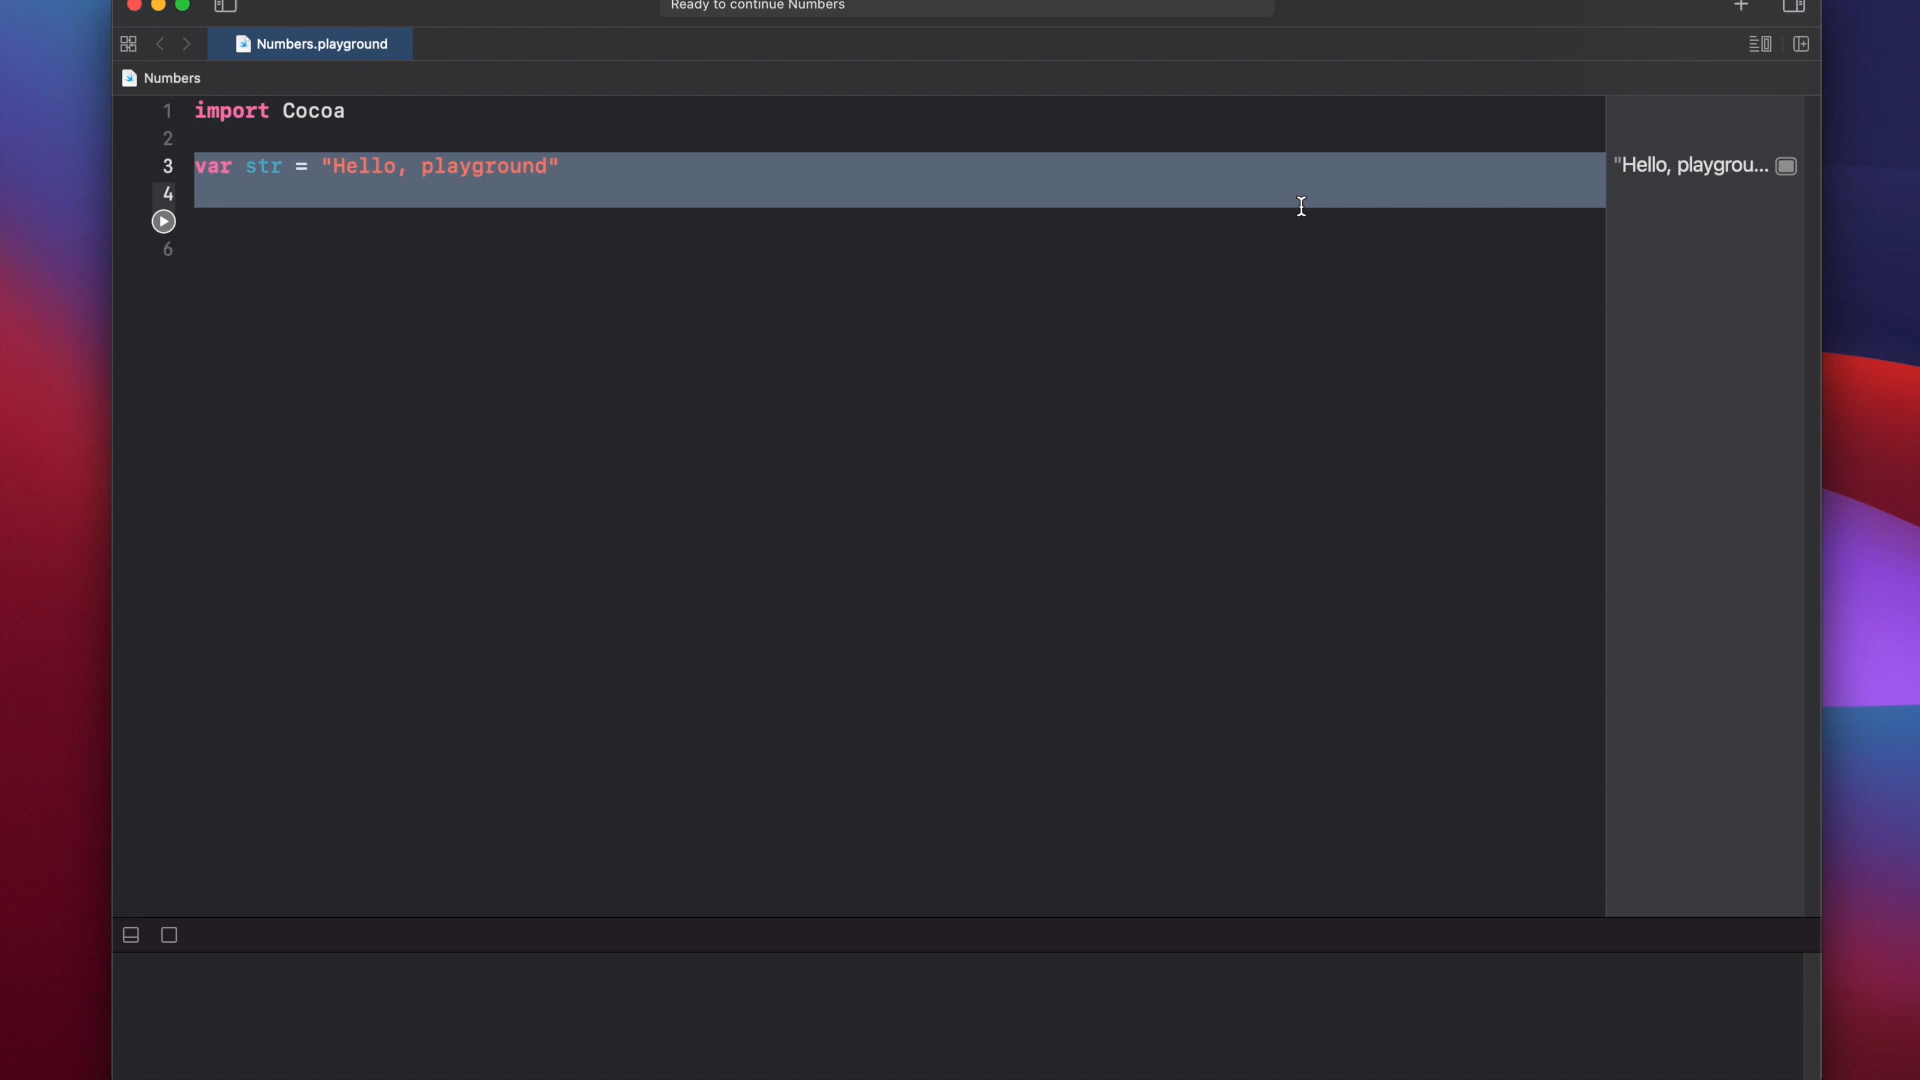 Ready to continue Numbers
Numbers.playground
Numbers
1 import Cocoa
2
3 var str = "Hello, playground"
"Hello, playgrou...
4
6